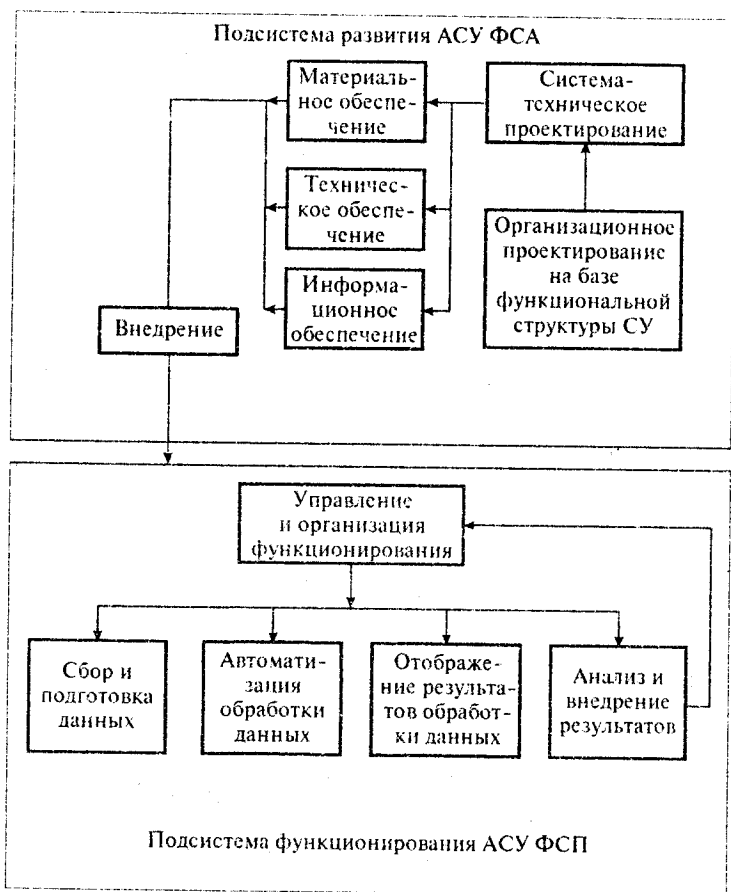 Подсистема развития АСУ ФСА
Материаль-
ное обеспе-
чение
Система-
техническое
проектирование
Техничес-
кое обеспе-
чение
Организационное
проектирование
на базе
функциональной
структуры СУ
Информа-
ционное
обеспечение
Внедрение
Управление
и организация
функционирования
Сбор и
подготовка
данных
Автомати-
зация
обработки
данных
Отображе-
ние результа-
тов обработ-
ки данных
Анализ и
внедрение
результатов
Подсистема функционирования АСУ ФСП